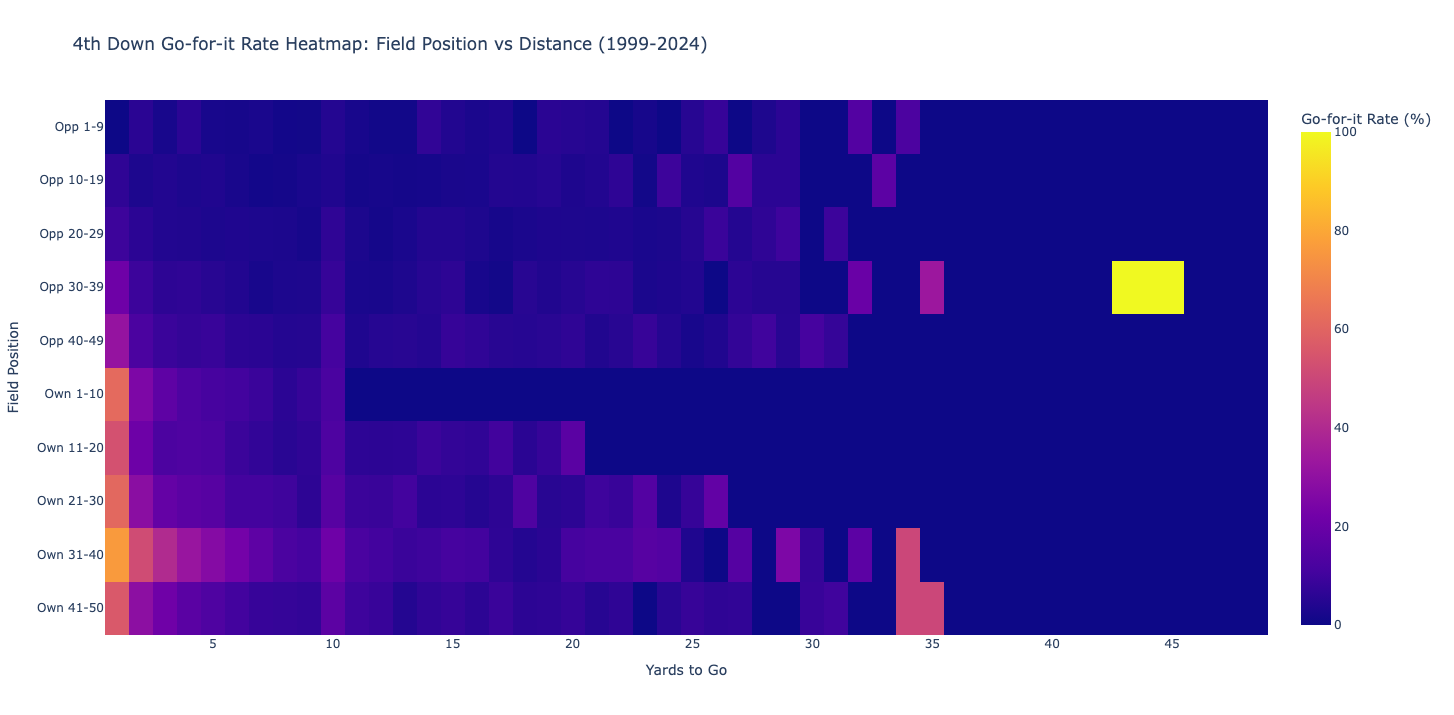 4th Down Go-for-it Rate Heatmap: Field Position vs Distance (1999-2024)
Go-for-it Rate (%)
100
80
60
40
20
0
Field Position
Opp 1-9
Opp 10-19
Opp 20-29
Opp 30-39
Opp 40-49
Own 1-10
Own 11-20
Own 21-30
Own 31-40
Own 41-50
5 10 15 20 25 30 35 40 45
Yards to Go